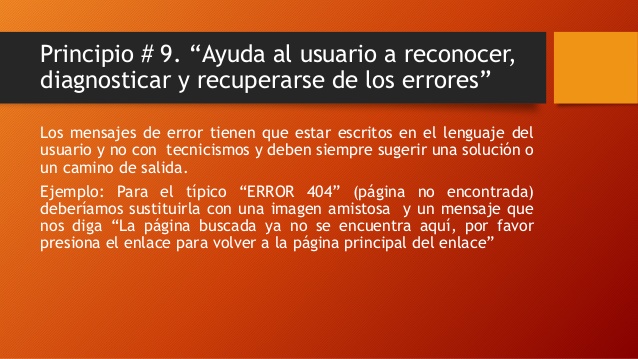 Principio # 9. “Ayuda al usuario a reconocer,
diagnosticar y recuperarse de los errores”
Los mensajes de error tienen que estar escritos en el lenguaje del
usuario y no con tecnicismos y deben siempre sugerir una solución o
un camino de salida.
Ejemplo: Para el típico “ERROR 404” (página no encontrada)
deberíamos sustituirla con una imagen amistosa y un mensaje que
nos diga “La página buscada ya no se encuentra aquí, por favor
presiona el enlace para volver a la página principal del enlace”